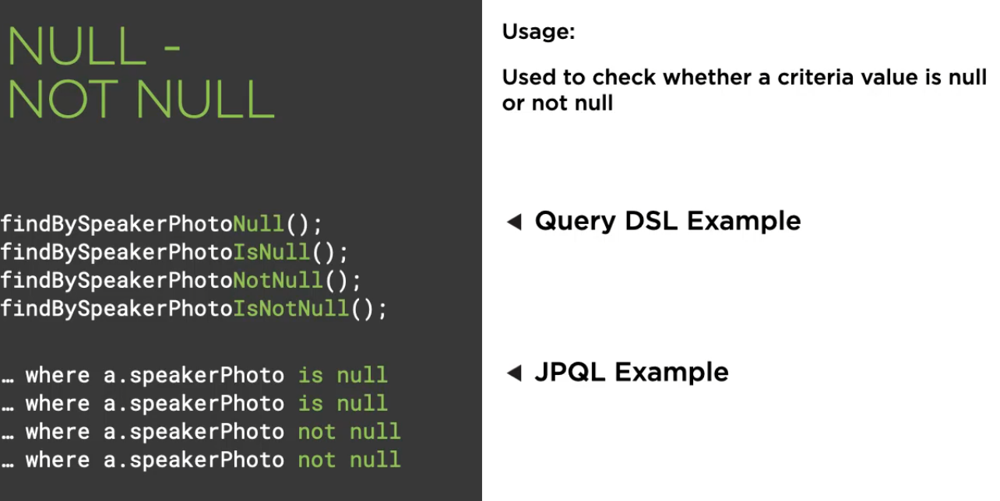 NULL -
NOT NULL
findBySpeakerPhotoNull();
findBySpeakerPhotoIsNull();
findBySpeakerPhotoNotNull();
findBySpeakerPhotoIsNotNull();
… where a.speakerPhoto is null
… where a.speakerPhoto is null
… where a.speakerPhoto not null
… where a.speakerPhoto not null
Usage:
Used to check whether a criteria value is null
or not null
Query DSL Example
JPQL Example